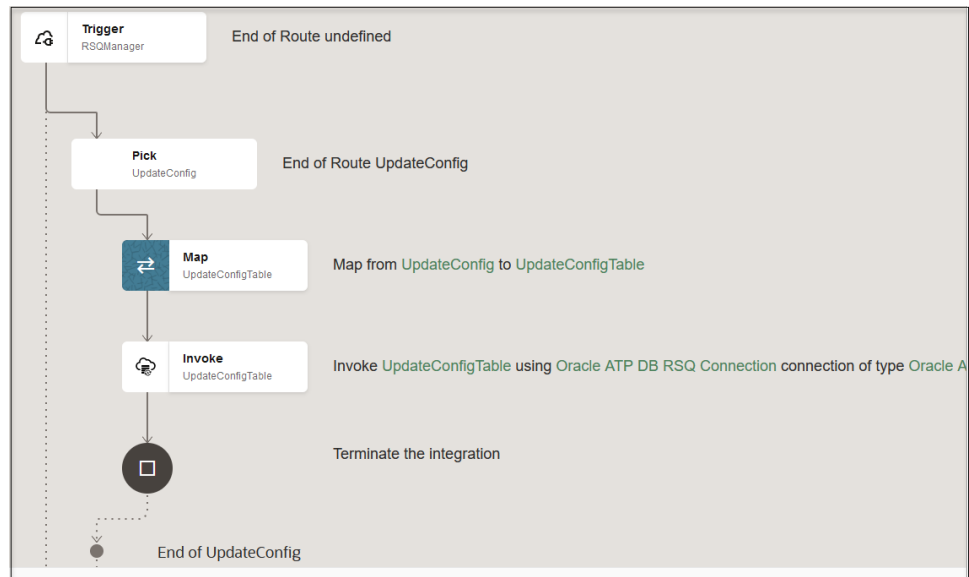 Trigger
RSQManager
End of Route undefined
Pick
UpdateConfig
End of Route UpdateConfig
Map
UpdateConfigTable
Map from UpdateConfig to UpdateConfigTable
Invoke
UpdateConfigTable
Invoke UpdateConfigTable using Oracle ATP DB RSQ Connection connection of type Oracle A
Terminate the integration
End of UpdateConfig